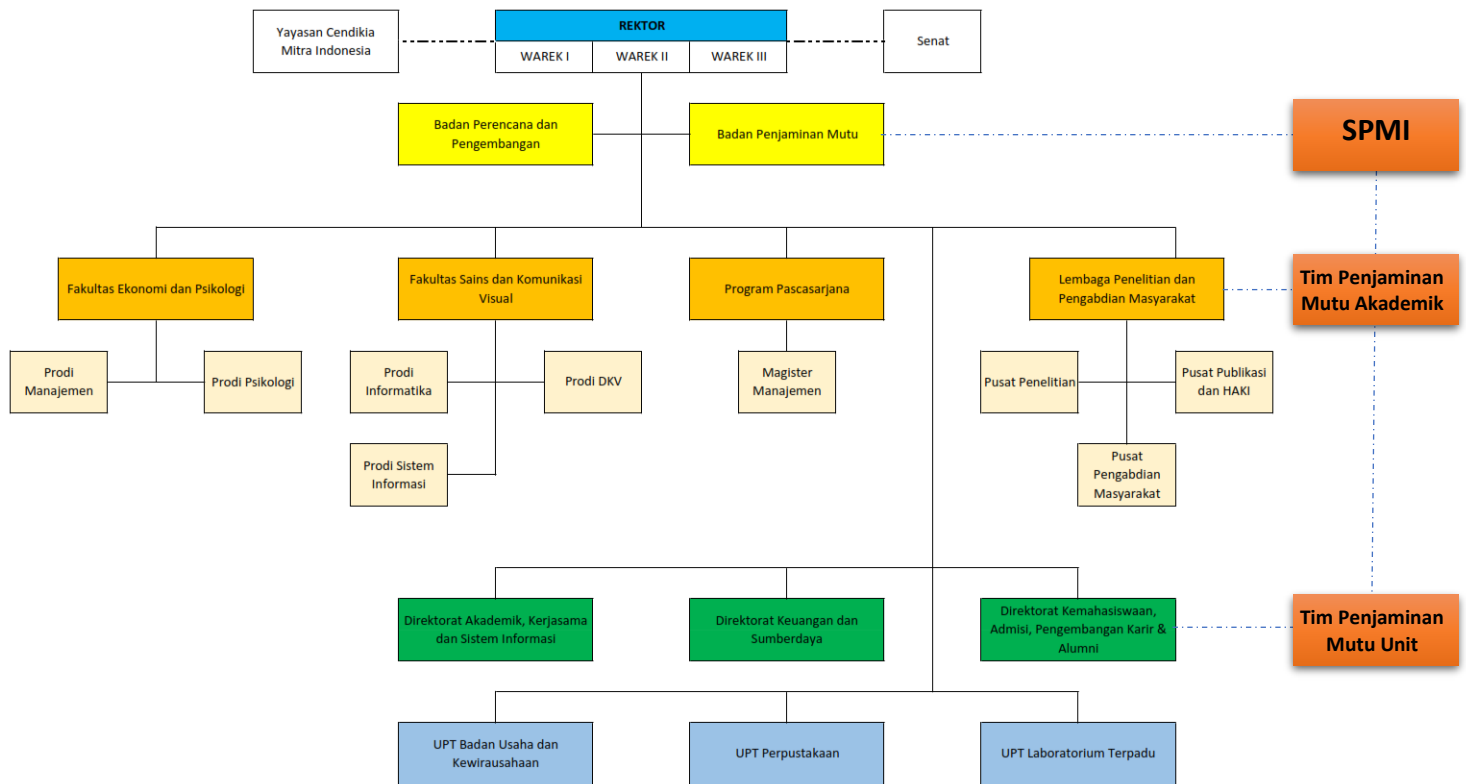 Yayasan Cendikia
Mitra Indonesia
REKTOR
WAREK I
WAREK II
WAREK III
Senat
Badan Perencana dan
Pengembangan
Badan Penjaminan Mutu
SPMI
Fakultas Ekonomi dan Psikologi
Fakultas Sains dan Komunikasi
Visual
Program Pascasarjana
Lembaga Penelitian dan
Pengabdian Masyarakat
Tim Penjaminan
Mutu Akademik
Prodi
Manajemen
Prodi Psikologi
Prodi
Informatika
Prodi DKV
Magister
Manajemen
Pusat Penelitian
Pusat Publikasi
dan HAKI
Prodi Sistem
Informasi
Pusat
Pengabdian
Masyarakat
Direktorat Akademik, Kerjasama
dan Sistem Informasi
Direktorat Keuangan dan
Sumberdaya
Direktorat Kemahasiswaan,
Admisi, Pengembangan Karir &
Alumni
Tim Penjaminan
Mutu Unit
UPT Badan Usaha dan
Kewirausahaan
UPT Perpustakaan
UPT Laboratorium Terpadu